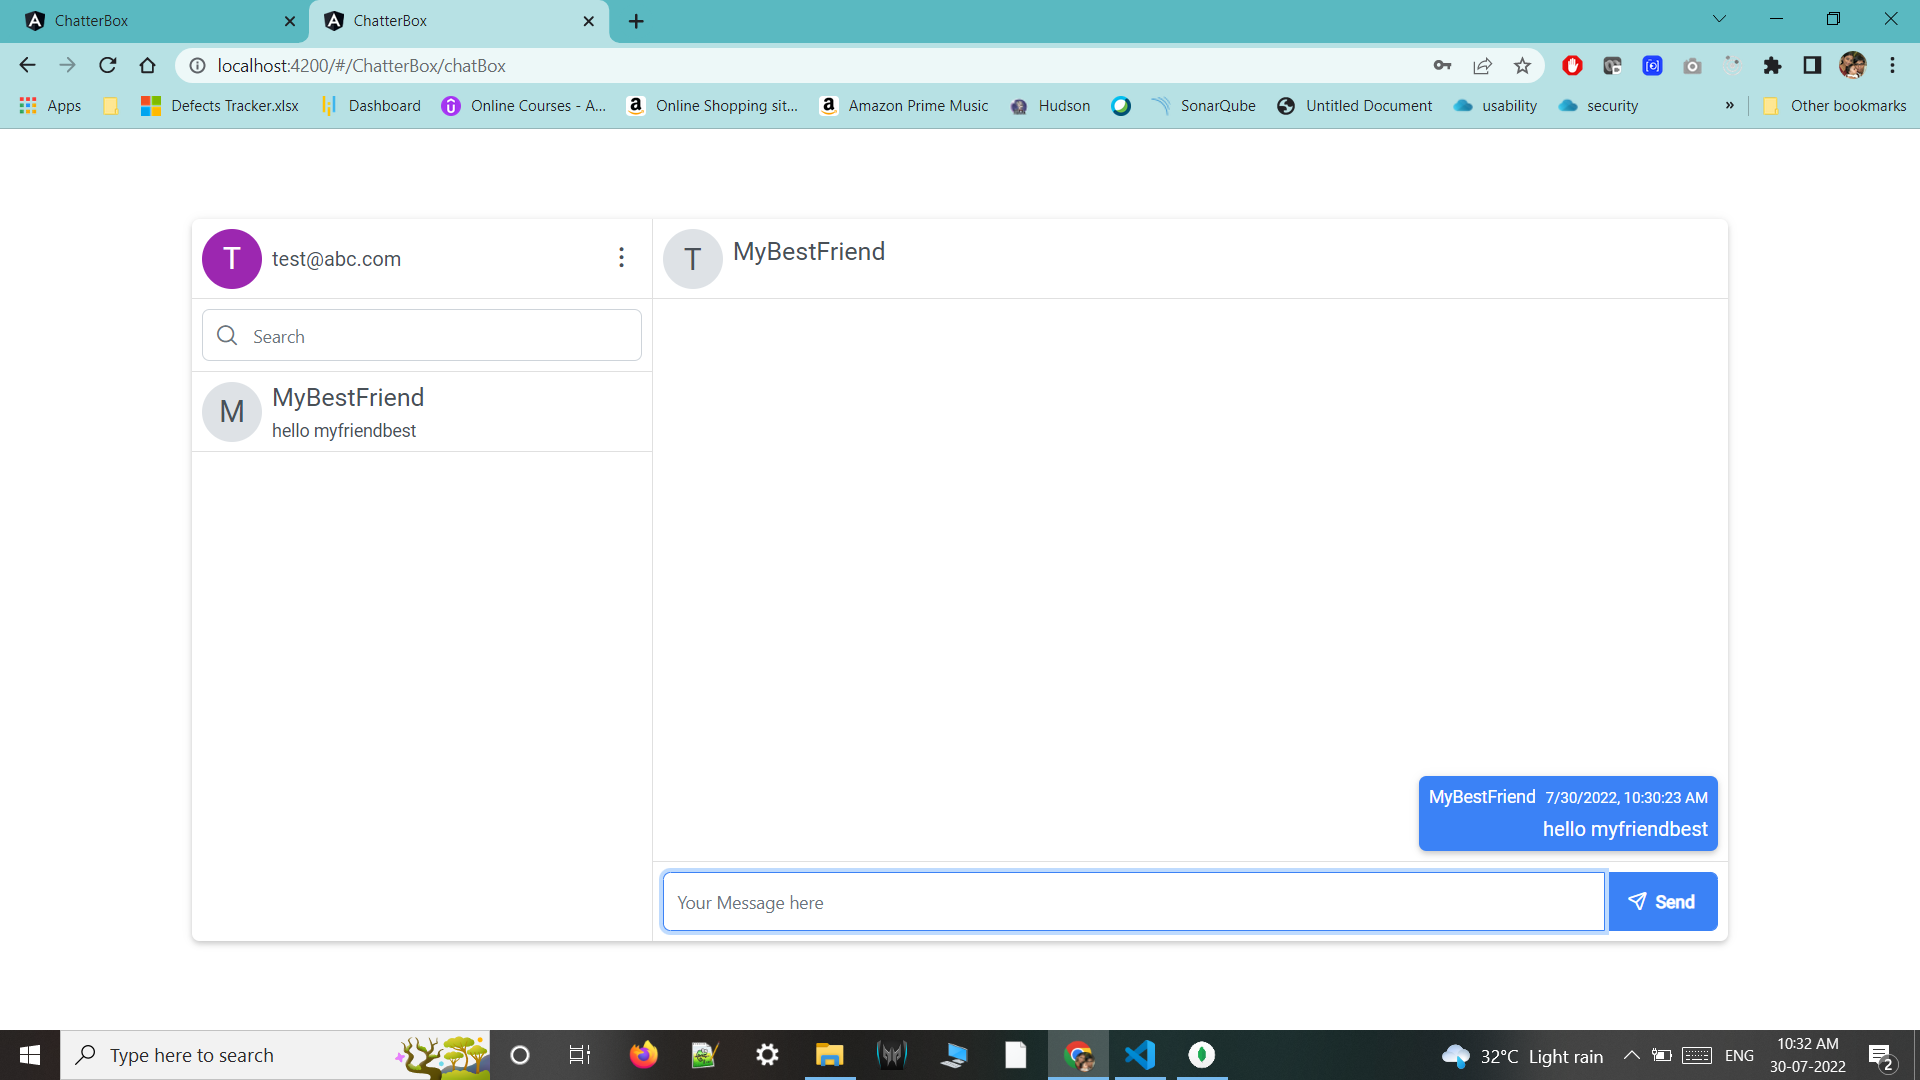 ChatterBox
ChatterBox
localhost:4200/#/ChatterBox/chatBox
Apps
Defects Tracker.xlsx
Dashboard
Online Courses - A...
Online Shopping sit...
Amazon Prime Music
Hudson
SonarQube
Untitled Document
usability
security
»
Other bookmarks
T
test@abc.com
T
MyBestFriend
Search
M
MyBestFriend
hello myfriendbest
MyBestFriend 7/30/2022, 10:30:23 AM
hello myfriendbest
Your Message here
Send
Type here to search
32°C Light rain
ENG
10:32 AM
30-07-2022
2